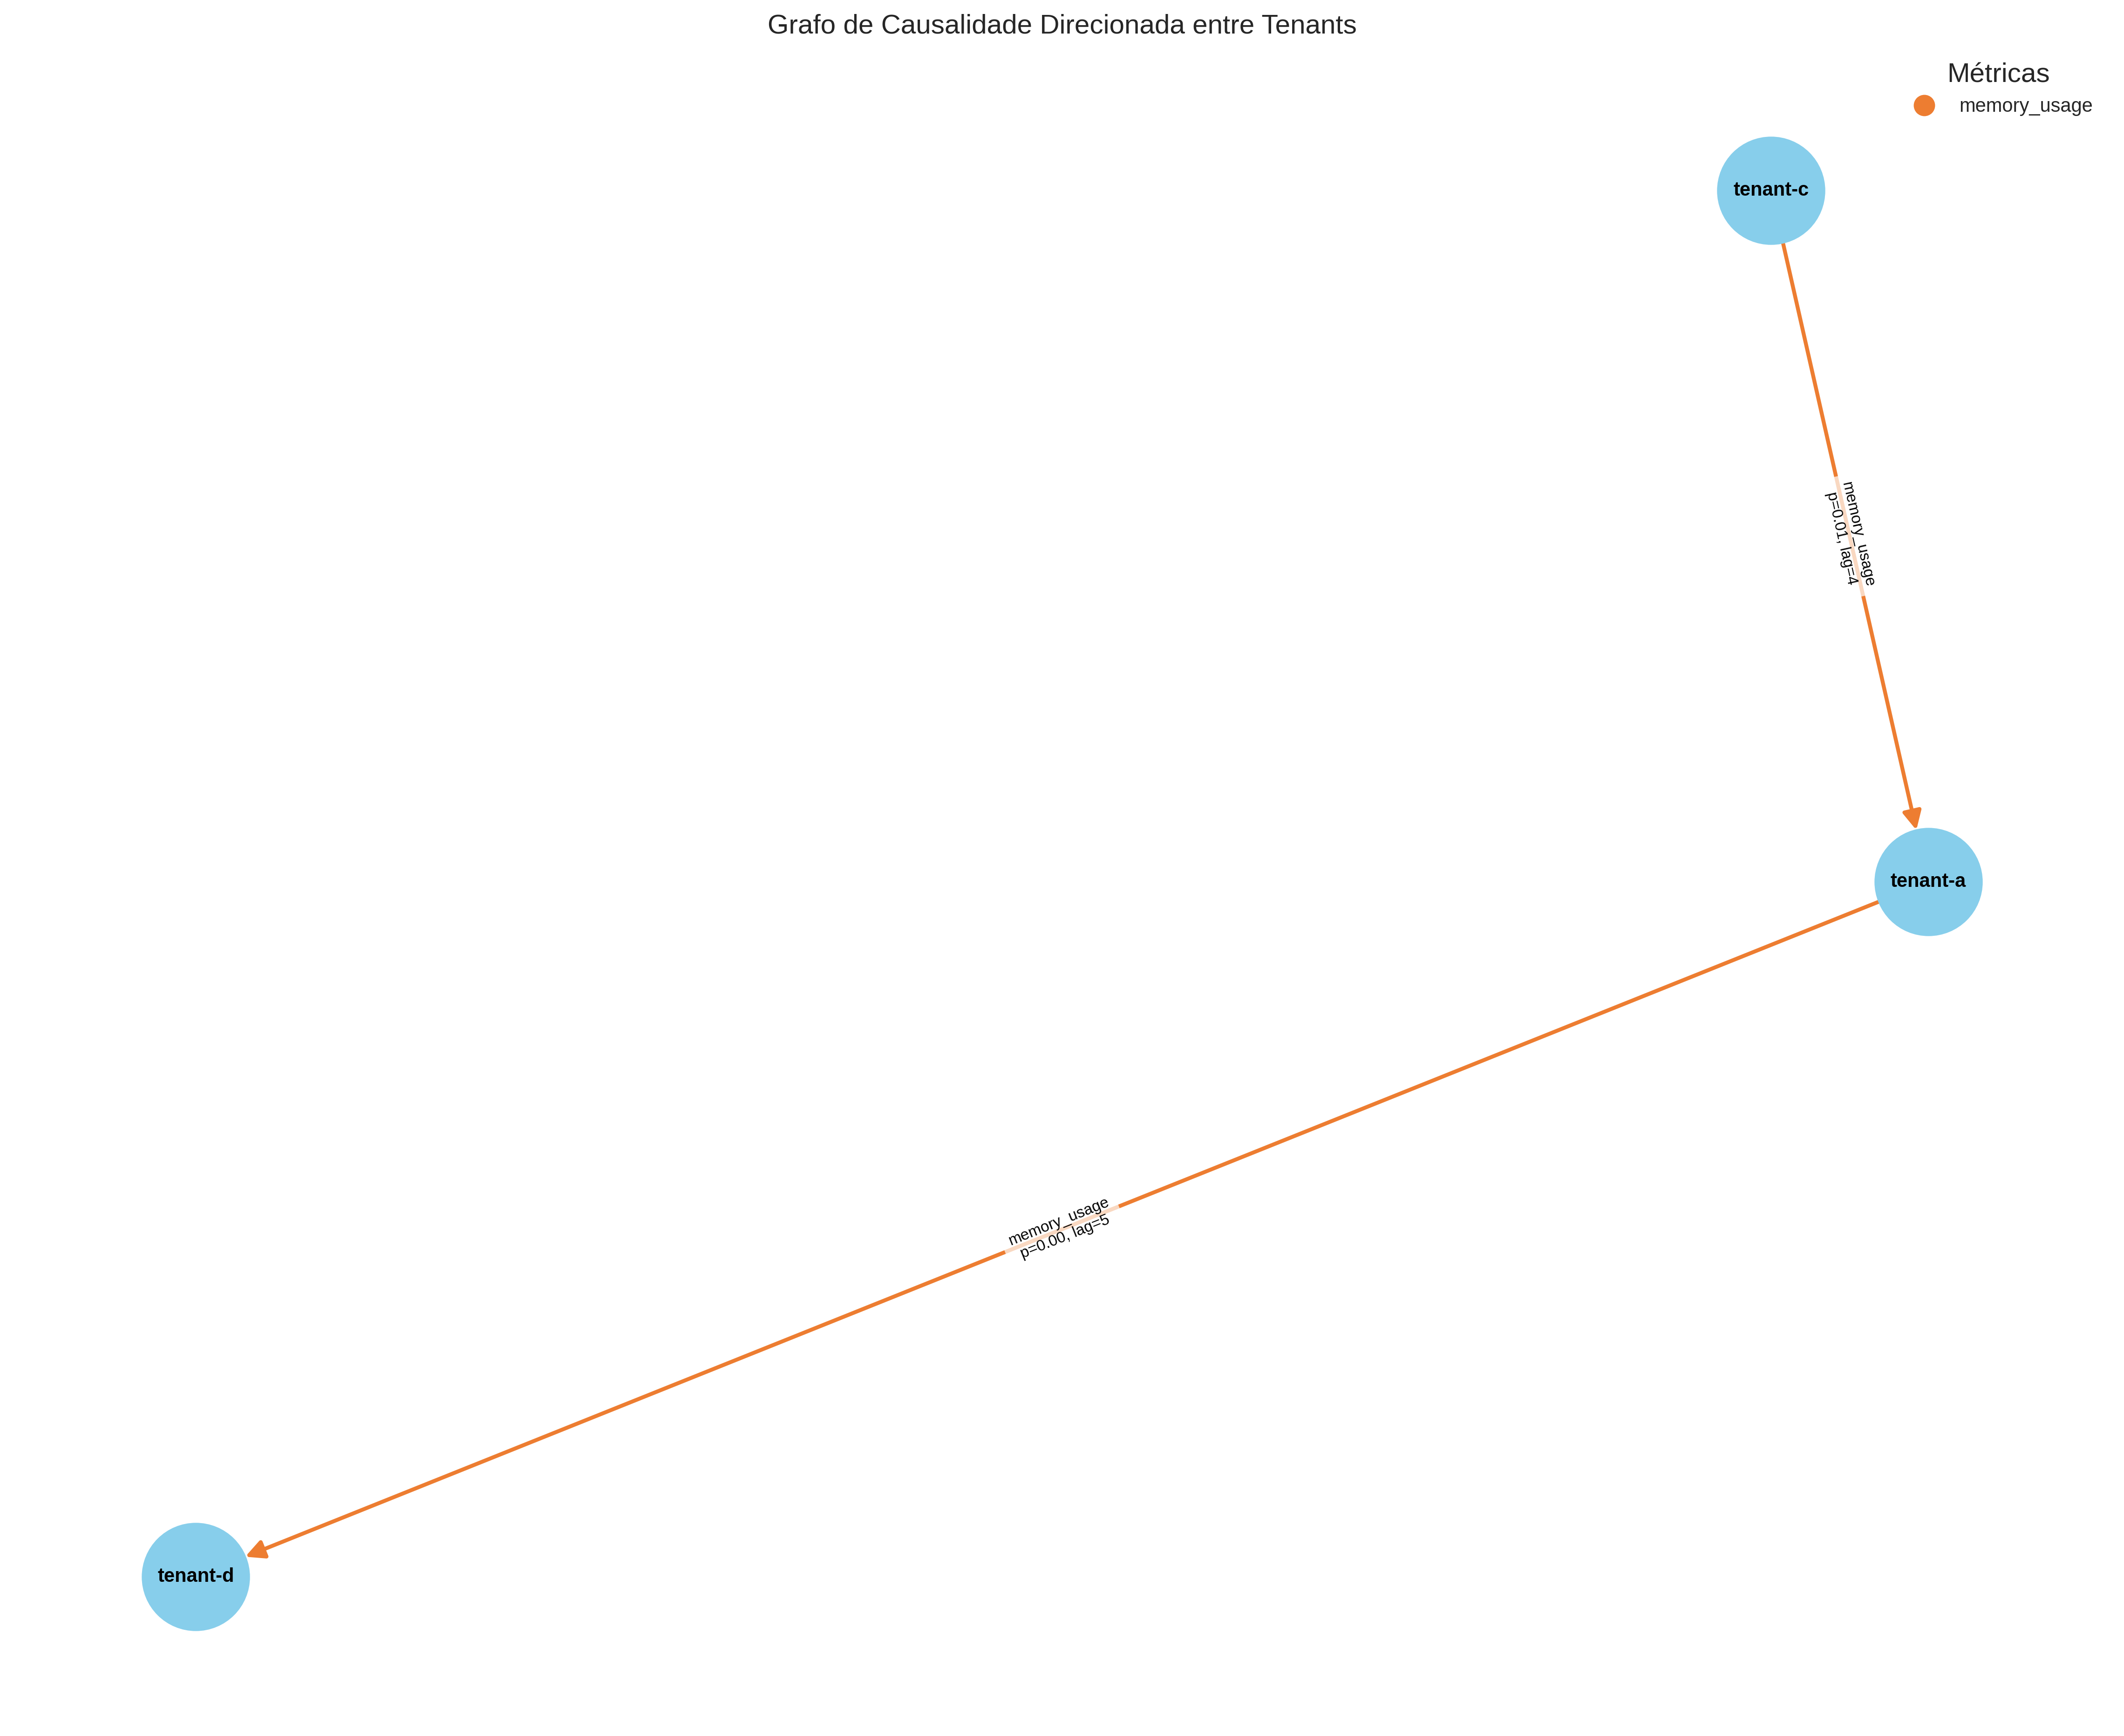 Grafo de Causalidade Direcionada entre Tenants
Métricas
memory_usage
tenant-c
memory_usage
p=0.01, lag=4
tenant-a
memory_usage
p=0.00, lag=5
tenant-d